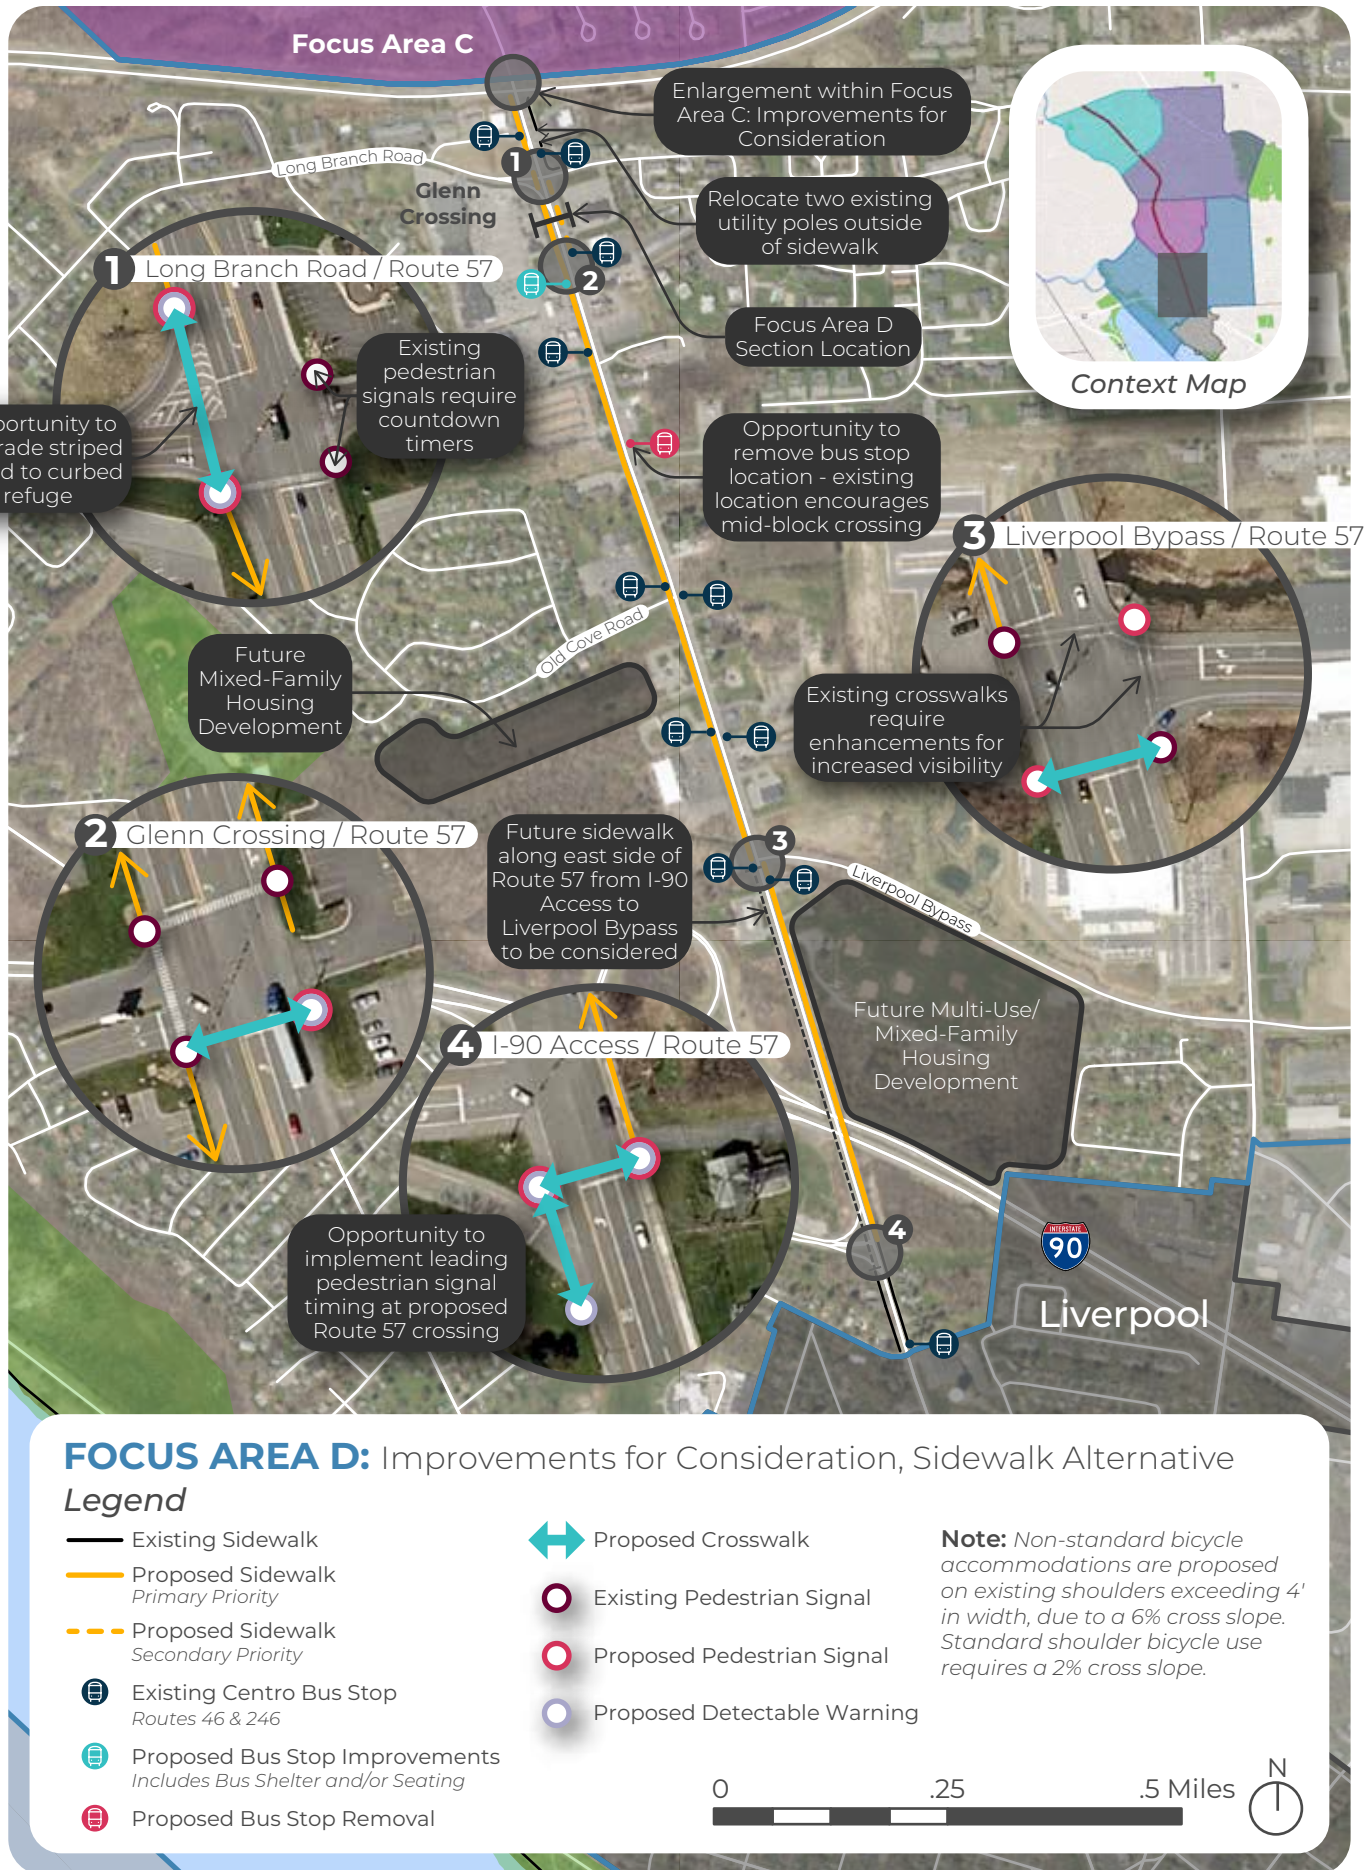 Focus Area C
Enlargement within Focus
Area C: Improvements for
Consideration
Long Branch Road
1
Glenn
Crossing
Relocate two existing
utility poles outside
of sidewalk
2
Focus Area D
Section Location
Context Map
1 Long Branch Road / Route 57
Existing
pedestrian
signals require
countdown
timers
to
striped
to curbed
refuge
Opportunity to
remove bus stop
location - existing
location encourages
mid-block crossing
3 Liverpool Bypass / Route 57
Existing crosswalks
require
enhancements for
increased visibility
Old Cove Road
Future
Mixed-Family
Housing
Development
2 Glenn Crossing / Route 57
Future sidewalk
along east side of
Route 57 from I-90
Access to
Liverpool Bypass
to be considered
3
Liverpool Bypass
Future Multi-Use/
Mixed-Family
Housing
Development
4 I-90 Access / Route 57
Opportunity to
implement leading
pedestrian signal
timing at proposed
Route 57 crossing
4
INTERSTATE
90
Liverpool
FOCUS AREA D: Improvements for Consideration, Sidewalk Alternative
Legend
Existing Sidewalk
Proposed Sidewalk
Primary Priority
Proposed Sidewalk
Secondary Priority
Existing Centro Bus Stop
Routes 46 & 246
Proposed Bus Stop Improvements
Includes Bus Shelter and/or Seating
Proposed Bus Stop Removal
Proposed Crosswalk
Existing Pedestrian Signal
Proposed Pedestrian Signal
Proposed Detectable Warning
Note: Non-standard bicycle
accommodations are proposed
on existing shoulders exceeding 4'
in width, due to a 6% cross slope.
Standard shoulder bicycle use
requires a 2% cross slope.
0 .25 .5 Miles
N